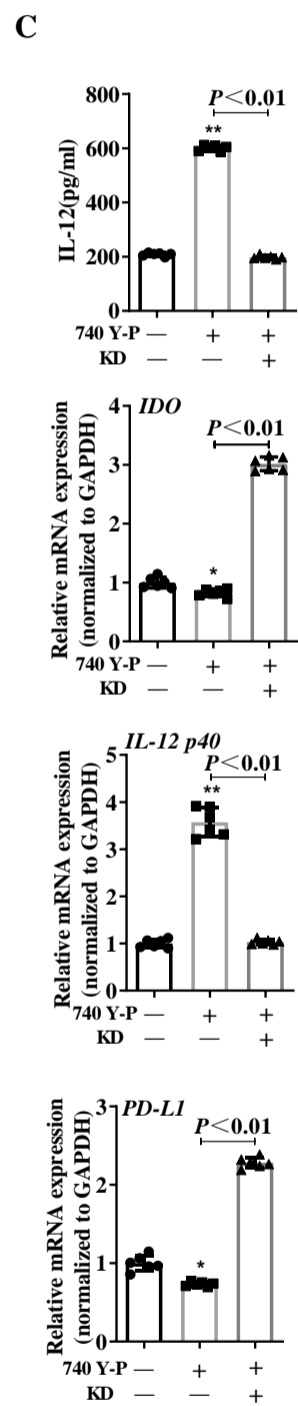 C
800
600
400
200
0
IL-12(pg/ml)
P<0.01
**
740 Y-P — + +
KD — — +
IDO
4
3
2
1
0
Relative mRNA expression
(normalized to GAPDH)
P<0.01
*
740 Y-P — + +
KD — — +
IL-12 p40
5
4
3
2
1
0
Relative mRNA expression
(normalized to GAPDH)
P<0.01
**
740 Y-P — + +
KD — — +
PD-L1
3
2
1
0
Relative mRNA expression
(normalized to GAPDH)
P<0.01
*
740 Y-P — + +
KD — — +